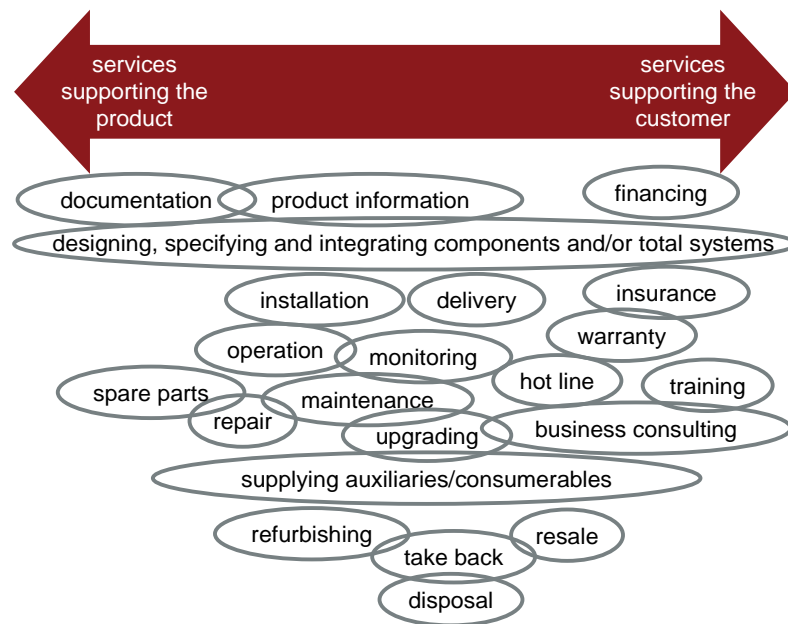 services
supporting the
product
services
supporting the
customer
documentation
product information
financing
designing, specifying and integrating components and/or total systems
installation
delivery
insurance
operation
monitoring
warranty
spare parts
maintenance
hot line
training
repair
upgrading
business consulting
supplying auxiliaries/consumerables
refurbishing
take back
resale
disposal